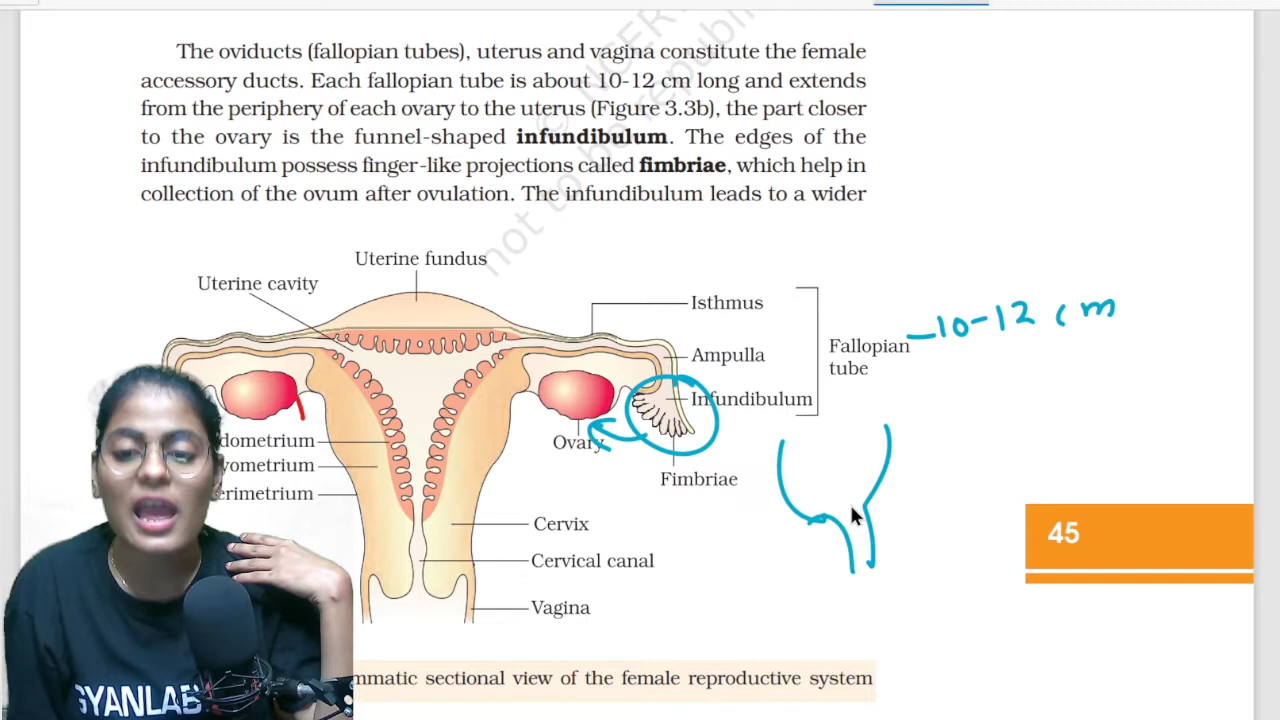 The oviducts (fallopian tubes), uterus and vagina constitute the female
accessory ducts. Each fallopian tube is about 10-12 cm long and extends
from the periphery of each ovary to the uterus (Figure 3.3b), the part closer
to the ovary is the funnel-shaped infundibulum. The edges of the
infundibulum possess finger-like projections called fimbriae, which help in
collection of the ovum after ovulation. The infundibulum leads to a wider
© NCERT
not to be republi
Uterine fundus
Uterine cavity
Isthmus
Ampulla
Infundibulum
Fallopian
tube
10-12 cm
Ovary
Fimbriae
dometrium
yometrium
erimetrium
Cervix
Cervical canal
Vagina
45
GYANLAB
mmatic sectional view of the female reproductive system